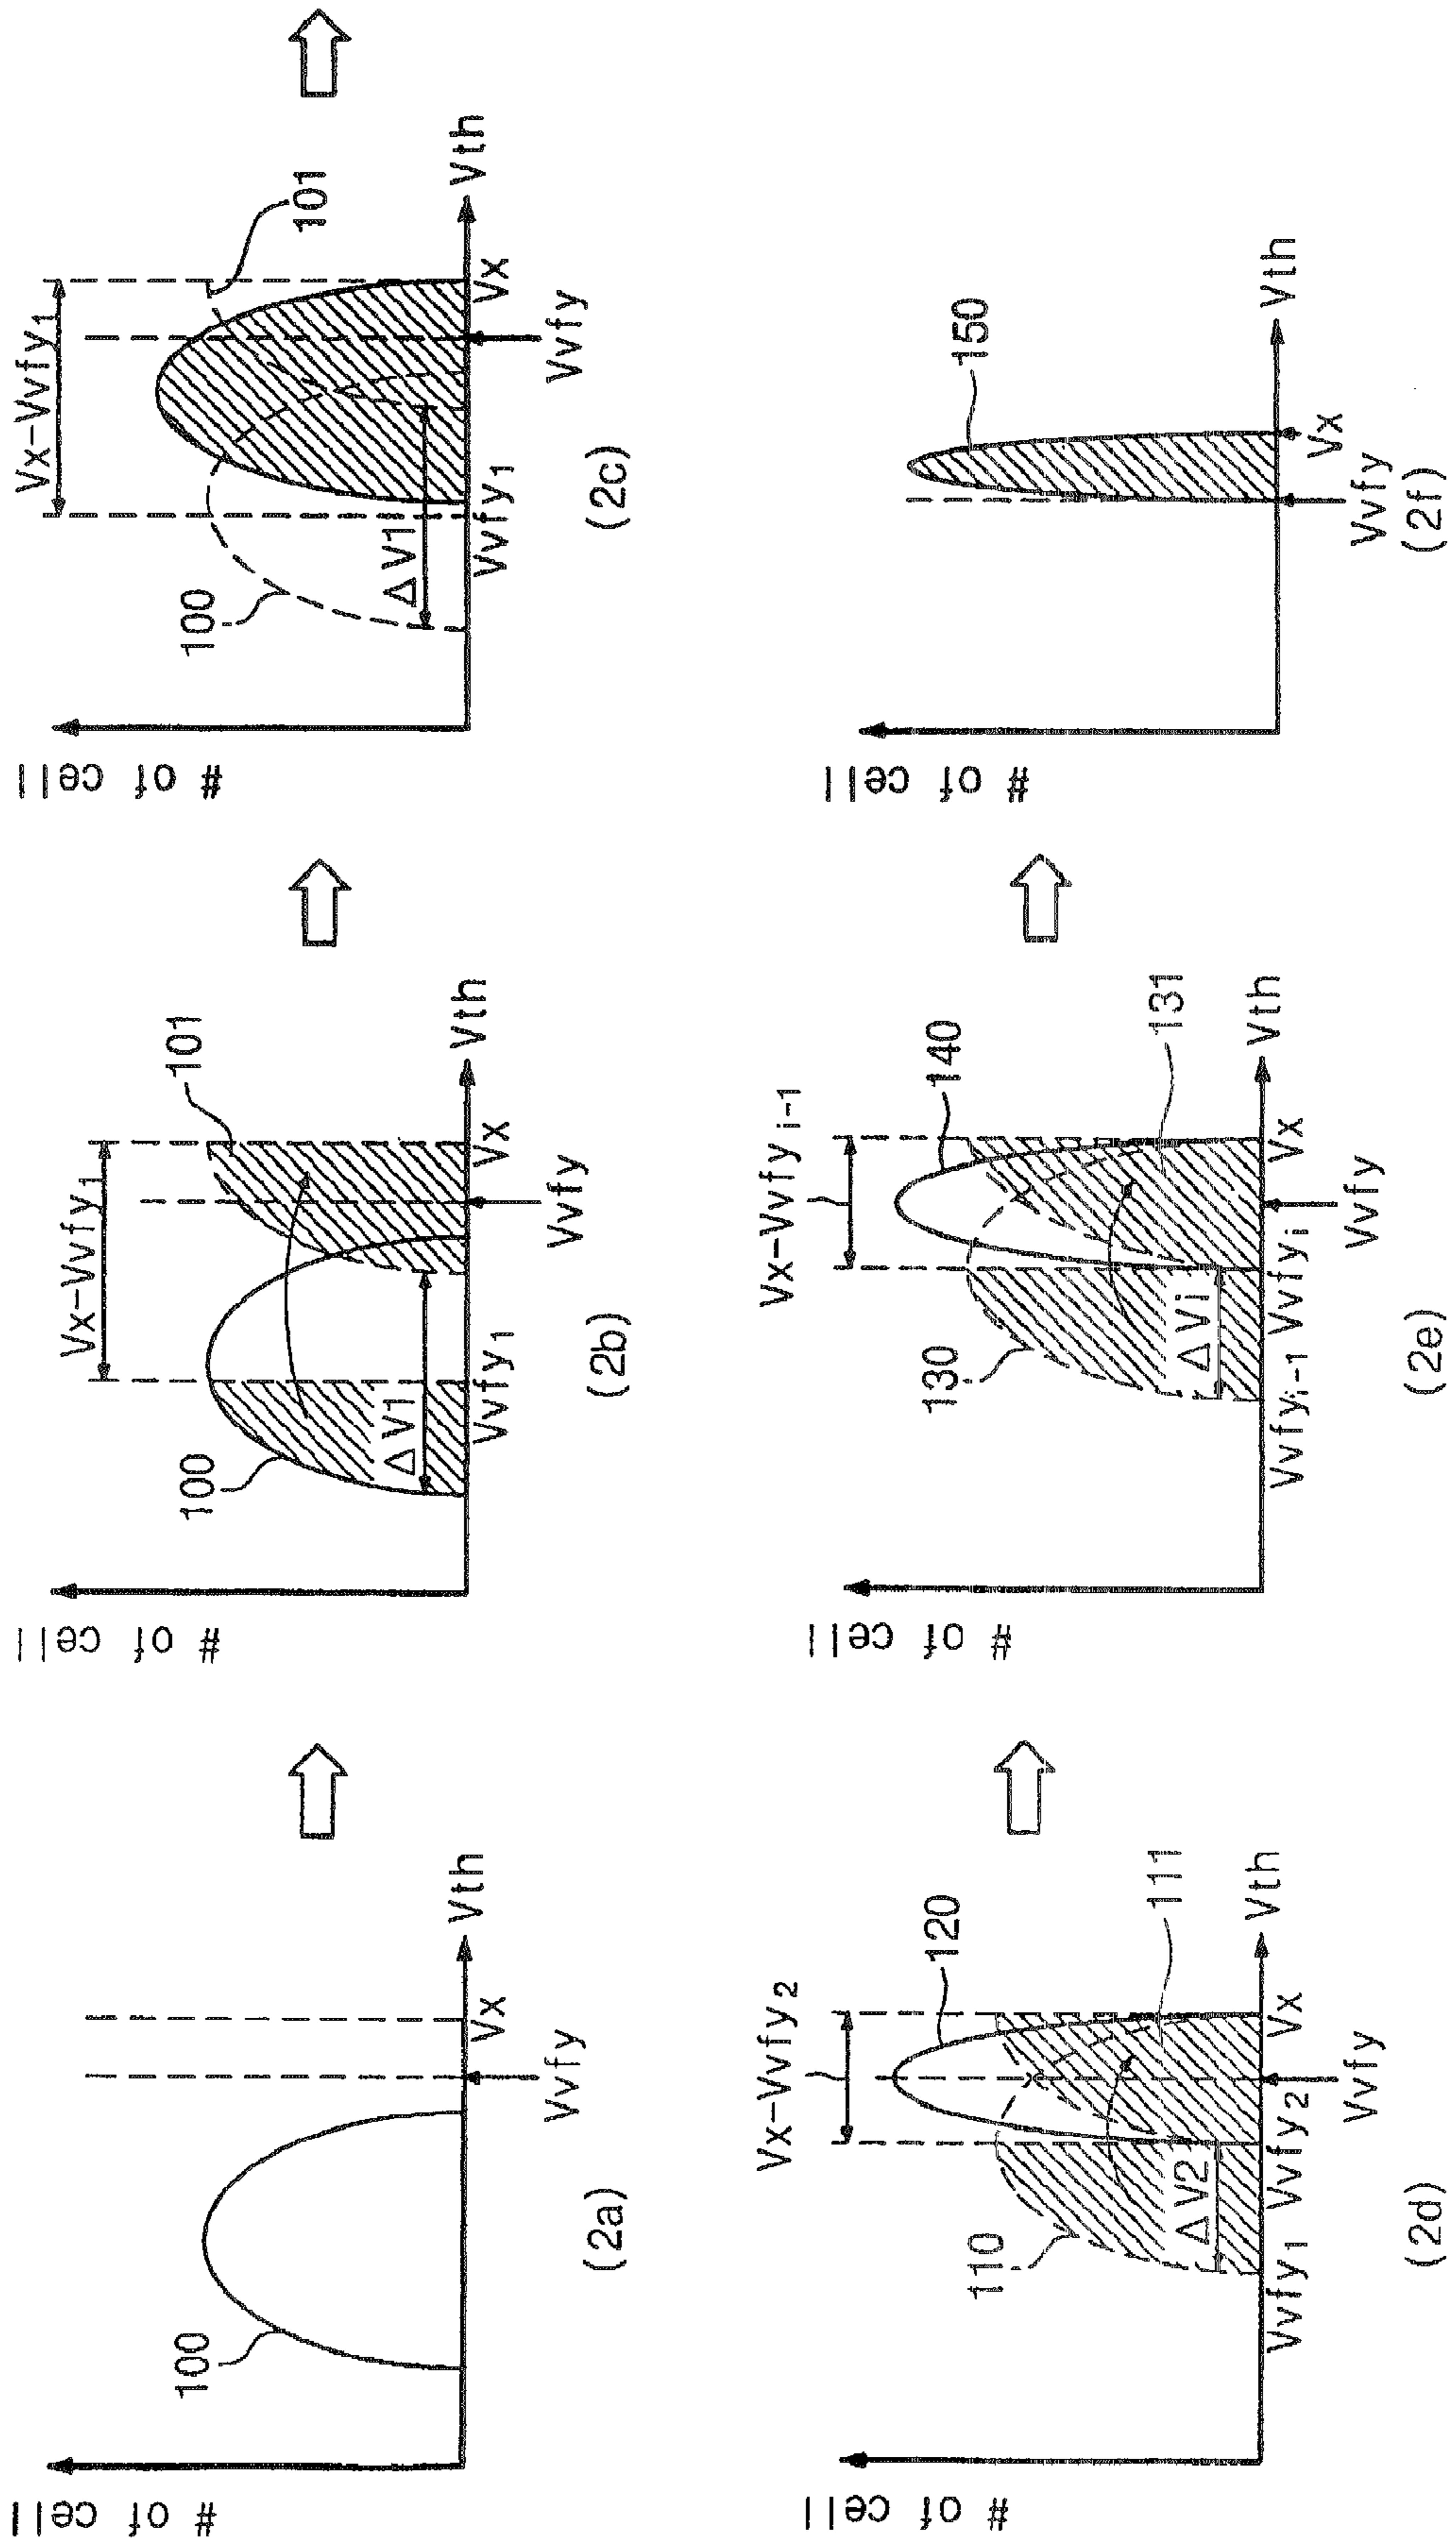 # of cell
100
Vth
Vx
Vvfy
(2a)
# of cell
Vx-Vvfy1
100
101
ΔV1
Vth
Vvfy1
Vx
Vvfy
(2b)
# of cell
Vx-Vvfy1
100
101
ΔV1
Vth
Vvfy1
Vx
Vvfy
(2c)
# of cell
Vx-Vvfy2
110
120
111
ΔV2
Vth
Vvfy1 Vvfy2 Vx
Vvfy
(2d)
# of cell
Vx-Vvfyi-1
130
140
131
ΔVi
Vth
Vvfyi-1 Vvfyi Vx
Vvfy
(2e)
# of cell
150
Vth
Vx
Vvfy
(2f)